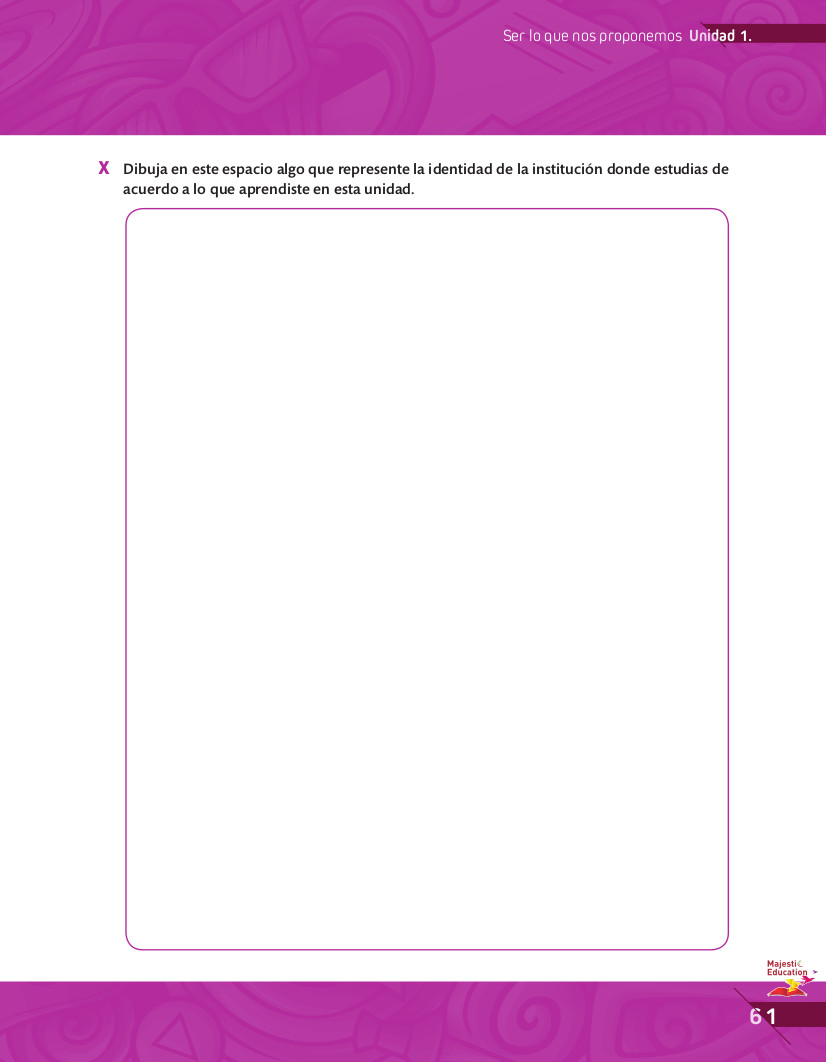 Ser lo que nos proponemos Unidad 1.
X Dibuja en este espacio algo que represente la identidad de la institución donde estudias de
acuerdo a lo que aprendiste en esta unidad.
Majestic
Education
61